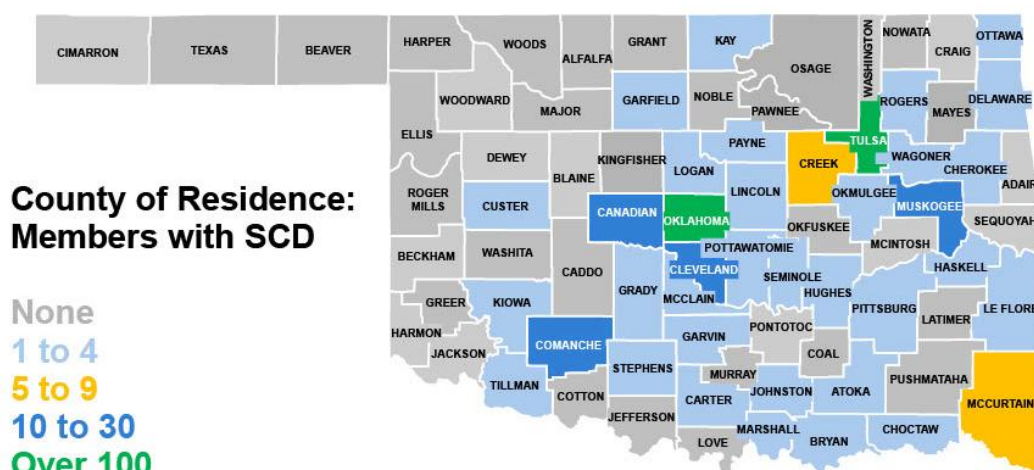 CIMARRON
TEXAS
BEAVER
HARPER
WOODS
ALFALFA
GRANT
KAY
OSAGE
WASHINGTON
NOWATA
CRAIG
OTTAWA
WOODWARD
MAJOR
GARFIELD
NOBLE
PAWNEE
ROGERS
MAYES
DELAWARE
ELLIS
DEWEY
BLAINE
KINGFISHER
LOGAN
PAYNE
CREEK
TULSA
WAGONER
CHEROKEE
ADAIR
ROGER
MILLS
CUSTER
CANADIAN
OKLAHOMA
LINCOLN
OKMULGEE
MUSKOGEE
SEQUOYAH
OKFUSKEE
MCINTOSH
BECKHAM
WASHITA
CADDO
CLEVELAND
POTTAWATOMIE
SEMINOLE
HUGHES
HASKELL
GREER
KIOWA
GRADY
MCCLAIN
PITTSBURG
LATIMER
LE FLORE
HARMON
JACKSON
COMANCHE
GARVIN
PONTOTOC
COAL
TILLMAN
COTTON
STEPHENS
MURRAY
JOHNSTON
ATOKA
PUSHMATAHA
MCCURTAIN
JEFFERSON
CARTER
LOVE
MARSHALL
BRYAN
CHOCTAW
County of Residence:
Members with SCD
None
1 to 4
5 to 9
10 to 30
Over 100